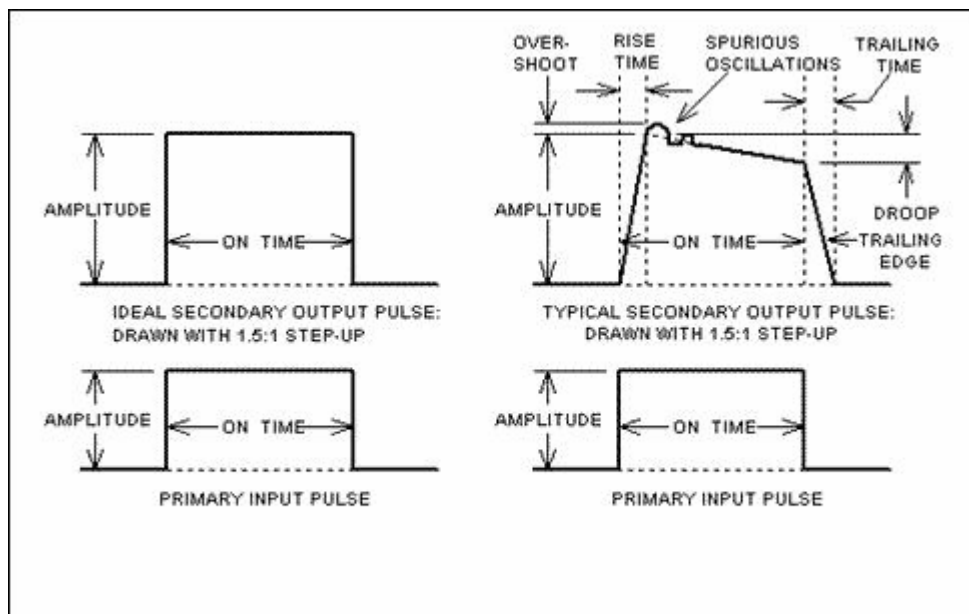 OVER-
SHOOT
RISE
TIME
SPURIOUS
OSCILLATIONS
TRAILING
TIME
AMPLITUDE
ON TIME
AMPLITUDE
ON TIME
DROOP
TRAILING
EDGE
IDEAL SECONDARY OUTPUT PULSE:
DRAWN WITH 1.5:1 STEP-UP
TYPICAL SECONDARY OUTPUT PULSE:
DRAWN WITH 1.5:1 STEP-UP
AMPLITUDE
ON TIME
AMPLITUDE
ON TIME
PRIMARY INPUT PULSE
PRIMARY INPUT PULSE